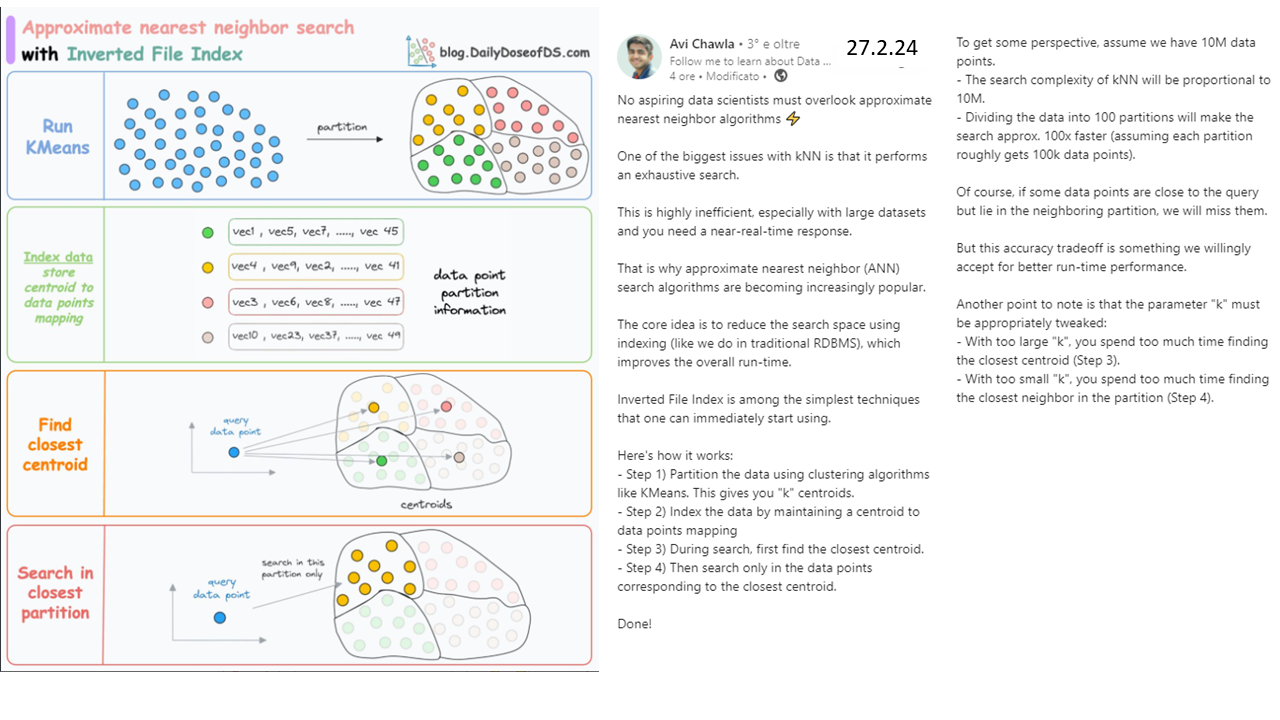 Approximate nearest neighbor search
with Inverted File Index
blog.DailyDoseofDS.com
Run
KMeans
partition
Index data
store
centroid to
data points
mapping
vec1 , vec5, vec7, ....., vec 45
vec4 , vec9, vec2, ....., vec 41
vec3 , vec6, vec8, ....., vec 47
vec10 , vec23, vec37, ....., vec 49
data point
partition
information
Find
closest
centroid
query
data point
centroids
Search in
closest
partition
query
data point
search in this
partition only
Avi Chawla • 3° e oltre
Follow me to learn about Data ...
4 ore • Modificato •
27.2.24
No aspiring data scientists must overlook approximate
nearest neighbor algorithms ⚡
One of the biggest issues with kNN is that it performs
an exhaustive search.
This is highly inefficient, especially with large datasets
and you need a near-real-time response.
That is why approximate nearest neighbor (ANN)
search algorithms are becoming increasingly popular.
The core idea is to reduce the search space using
indexing (like we do in traditional RDBMS), which
improves the overall run-time.
Inverted File Index is among the simplest techniques
that one can immediately start using.
Here's how it works:
- Step 1) Partition the data using clustering algorithms
like KMeans. This gives you "k" centroids.
- Step 2) Index the data by maintaining a centroid to
data points mapping
- Step 3) During search, first find the closest centroid.
- Step 4) Then search only in the data points
corresponding to the closest centroid.
Done!
To get some perspective, assume we have 10M data
points.
- The search complexity of kNN will be proportional to
10M.
- Dividing the data into 100 partitions will make the
search approx. 100x faster (assuming each partition
roughly gets 100k data points).
Of course, if some data points are close to the query
but lie in the neighboring partition, we will miss them.
But this accuracy tradeoff is something we willingly
accept for better run-time performance.
Another point to note is that the parameter "k" must
be appropriately tweaked:
- With too large "k", you spend too much time finding
the closest centroid (Step 3).
- With too small "k", you spend too much time finding
the closest neighbor in the partition (Step 4).